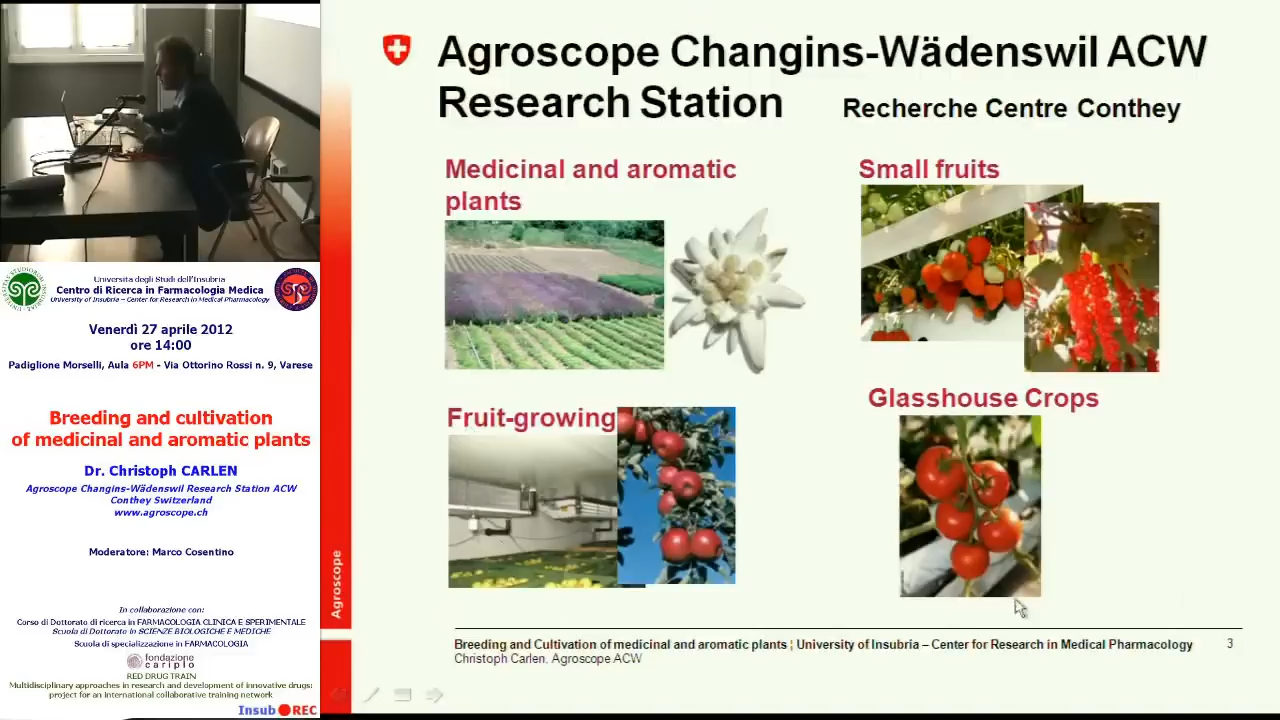 Università degli Studi dell'Insubria
Centro di Ricerca in Farmacologia Medica
University of Insubria – Center for Research in Medical Pharmacology
Venerdì 27 aprile 2012
ore 14:00
Padiglione Morselli, Aula 6PM - Via Ottorino Rossi n. 9, Varese
Breeding and cultivation
of medicinal and aromatic plants
Dr. Christoph CARLEN
Agroscope Changins-Wädenswil Research Station ACW
Conthey Switzerland
www.agroscope.ch
Moderatore: Marco Cosentino
In collaborazione con:
Corso di Dottorato di ricerca in FARMACOLOGIA CLINICA E SPERIMENTALE
Scuola di Dottorato in SCIENZE BIOLOGICHE E MEDICHE
Scuola di specializzazione in FARMACOLOGIA
fondazione
cariplo
RED DRUG TRAIN
Multidisciplinary approaches in research and development of innovative drugs:
project for an international collaborative training network
Insub REC
Agroscope Changins-Wädenswil ACW
Research Station Recherche Centre Conthey
Medicinal and aromatic
plants
Small fruits
Fruit-growing
Glasshouse Crops
Agroscope
Breeding and Cultivation of medicinal and aromatic plants ¦ University of Insubria – Center for Research in Medical Pharmacology 3
Christoph Carlen, Agroscope ACW